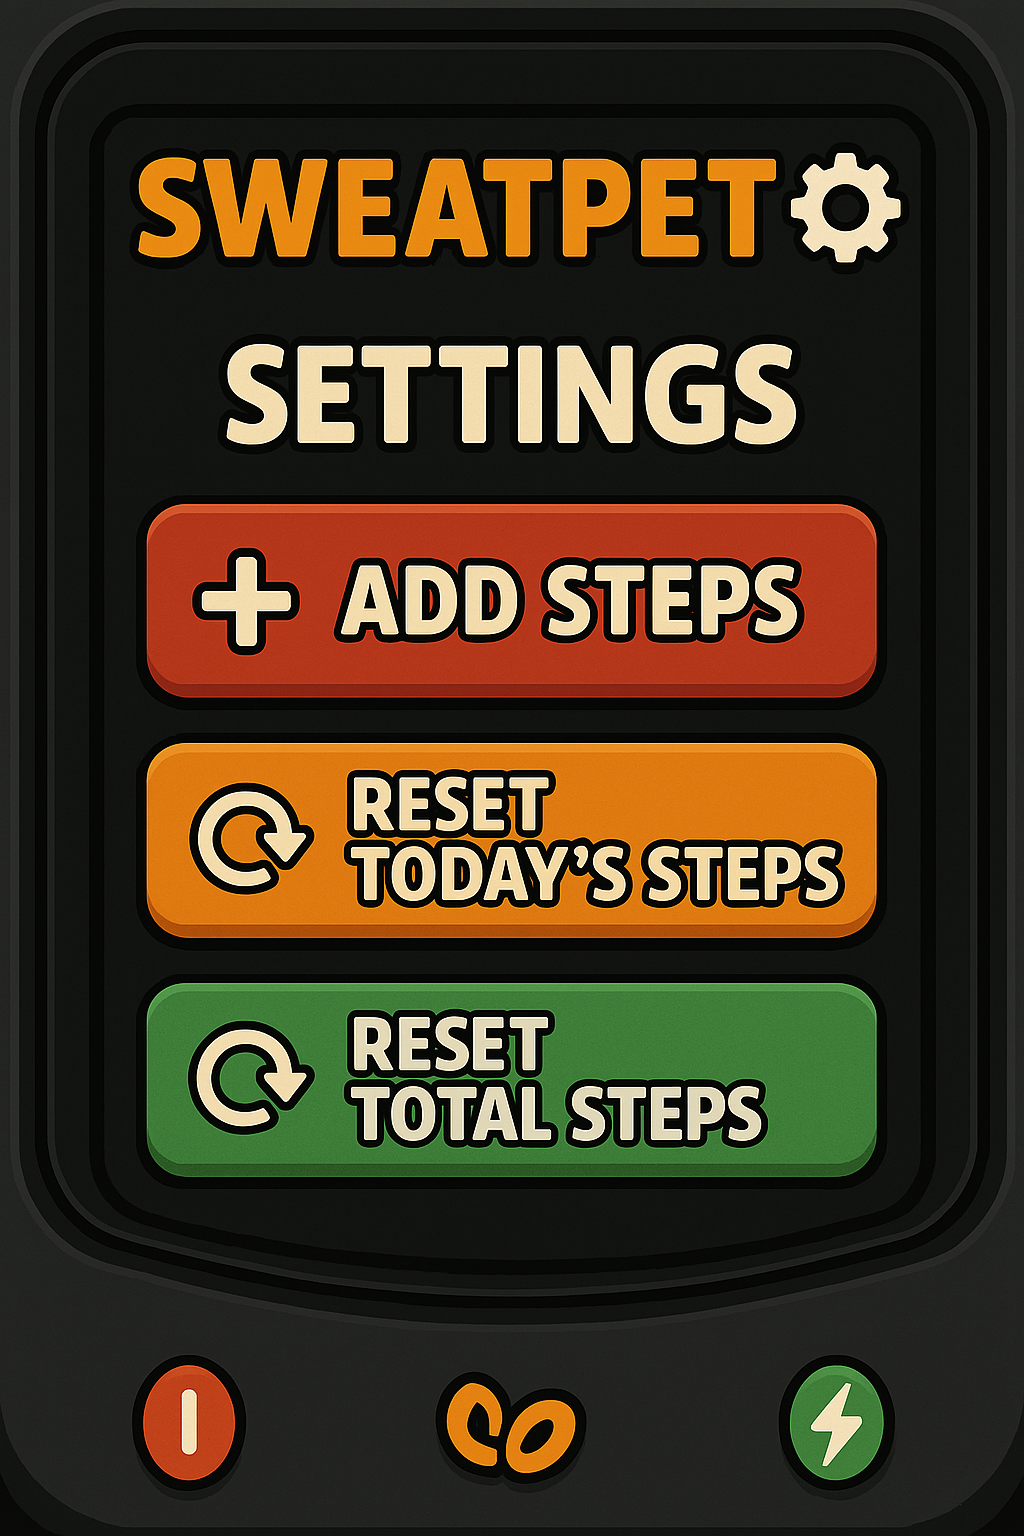 SWEATPET
SETTINGS
ADD STEPS
RESET
TODAY’S STEPS
RESET
TOTAL STEPS